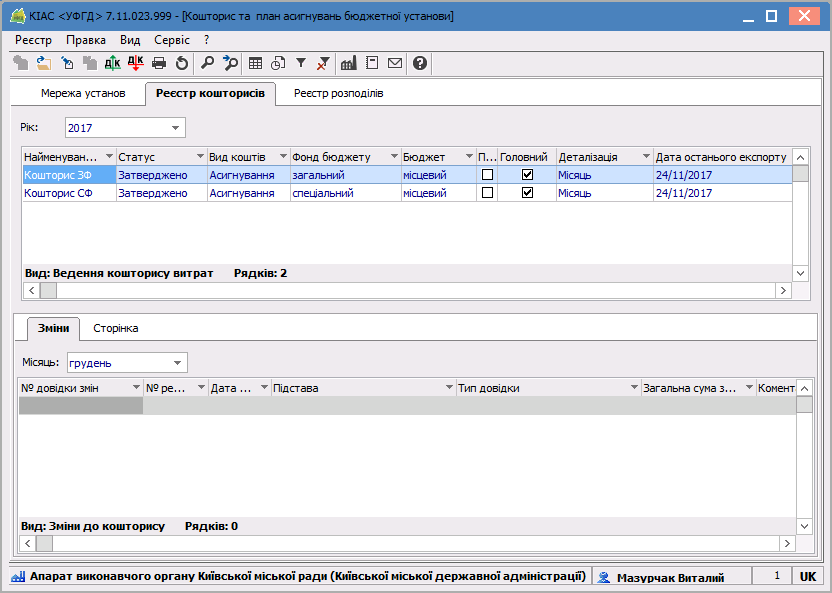 КІАС <УФГД> 7.11.023.999 - [Кошторис та план асигнувань бюджетної установи]
Реєстр Правка Вид Сервіс ?
Мережа установ Реєстр кошторисів Реєстр розподілів
Рік: 2017
Найменуван... Статус Вид коштів Фонд бюджету Бюджет П... Головний Деталізація Дата останього експорту
Кошторис ЗФ Затверджено Асигнування загальний місцевий Місяць 24/11/2017
Кошторис СФ Затверджено Асигнування спеціальний місцевий Місяць 24/11/2017
Вид: Ведення кошторису витрат Рядків: 2
Зміни Сторінка
Місяць: грудень
№ довідки змін № ре... Дата ... Підстава Тип довідки Загальна сума з... Комент
Вид: Зміни до кошторису Рядків: 0
Апарат виконавчого органу Київської міської ради (Київської міської державної адміністрації) Мазурчак Виталий 1 UK